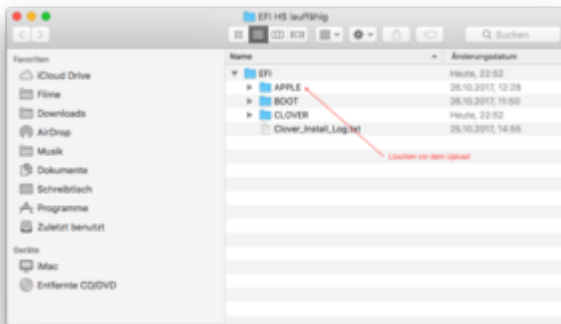 EFI HS lauffähig
Suchen
Favoriten
iCloud Drive
Filme
Downloads
AirDrop
Musik
Dokumente
Schreibtisch
Programme
Zuletzt benutzt
Geräte
iMac
Entfernte CD/DVD
Name Änderungsdatum
EFI Heute, 22:52
APPLE 26.10.2017, 12:28
BOOT 26.10.2017, 11:50
CLOVER Heute, 22:52
Clover_Install_Log.txt 25.10.2017, 14:55
Löschen vor dem Upload